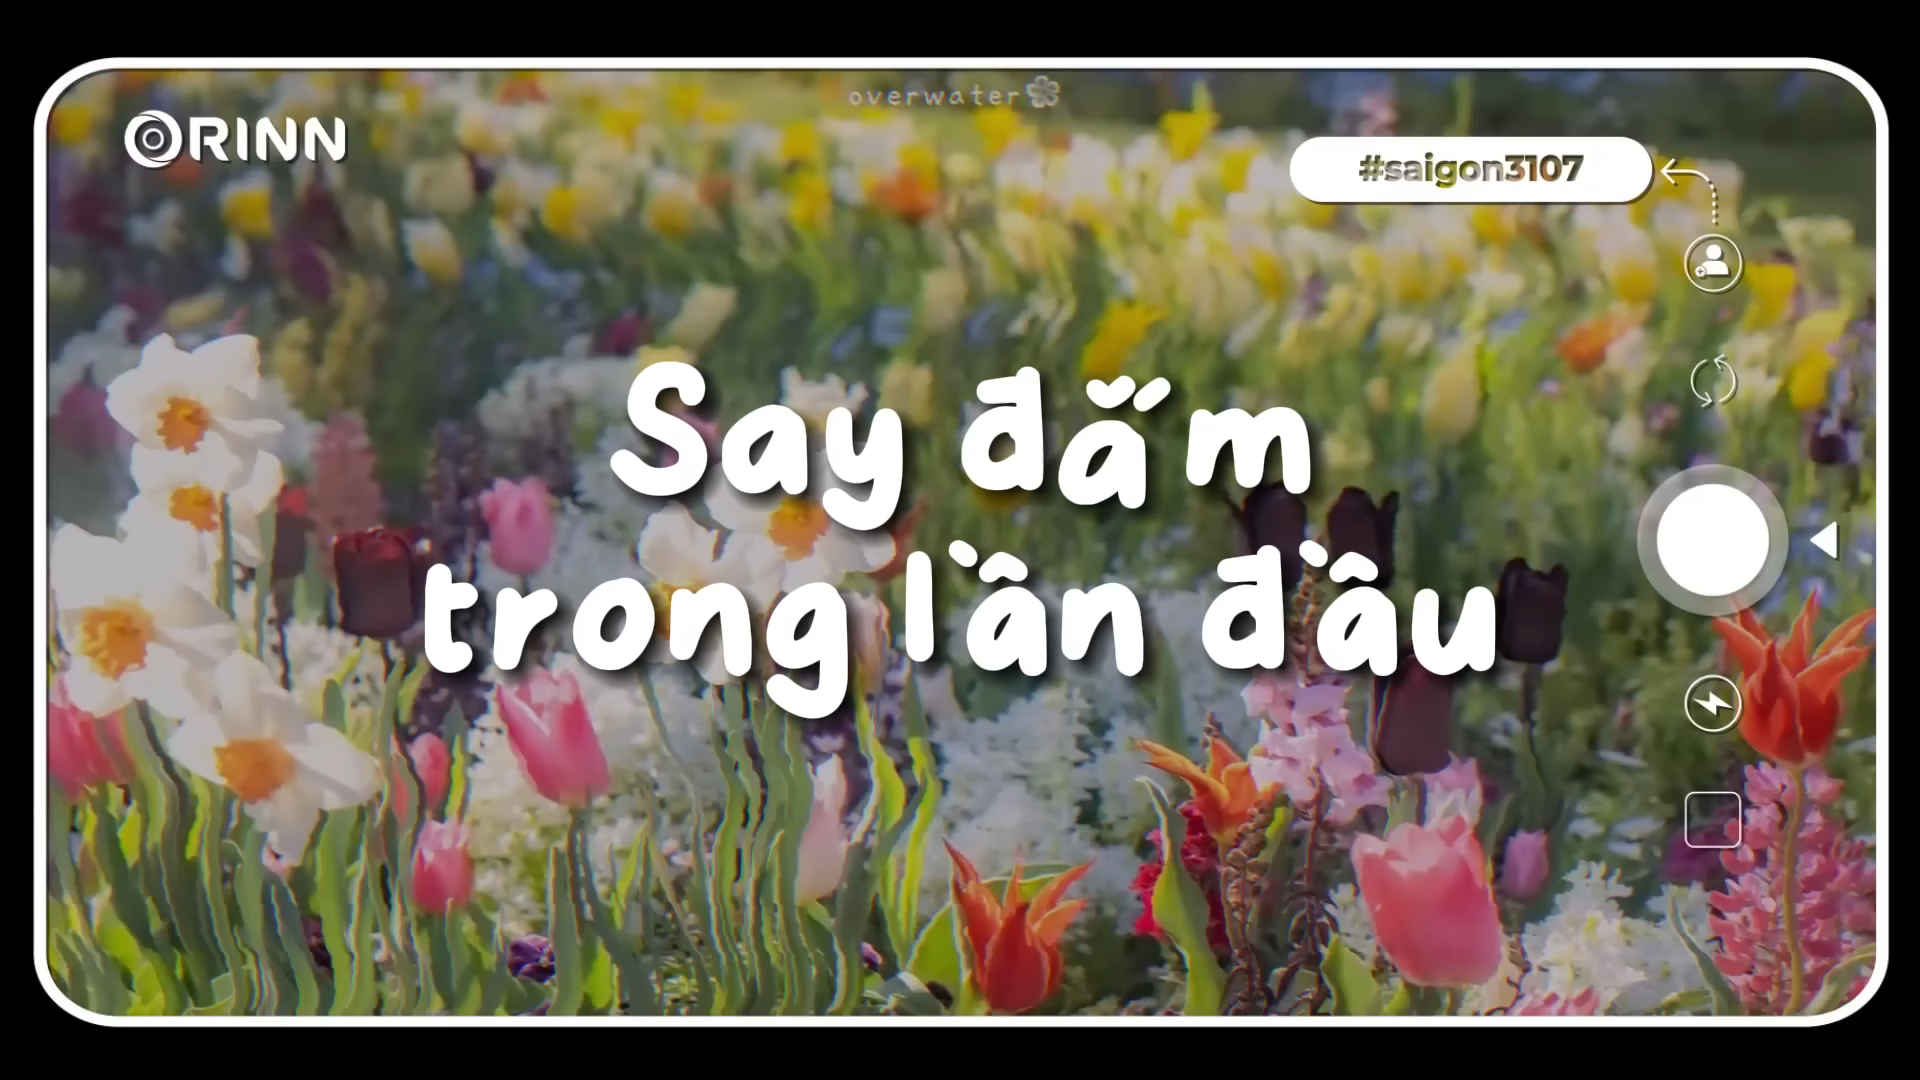 overwater
ORINN
#saigon3107
Say đắm
trong lần đầu